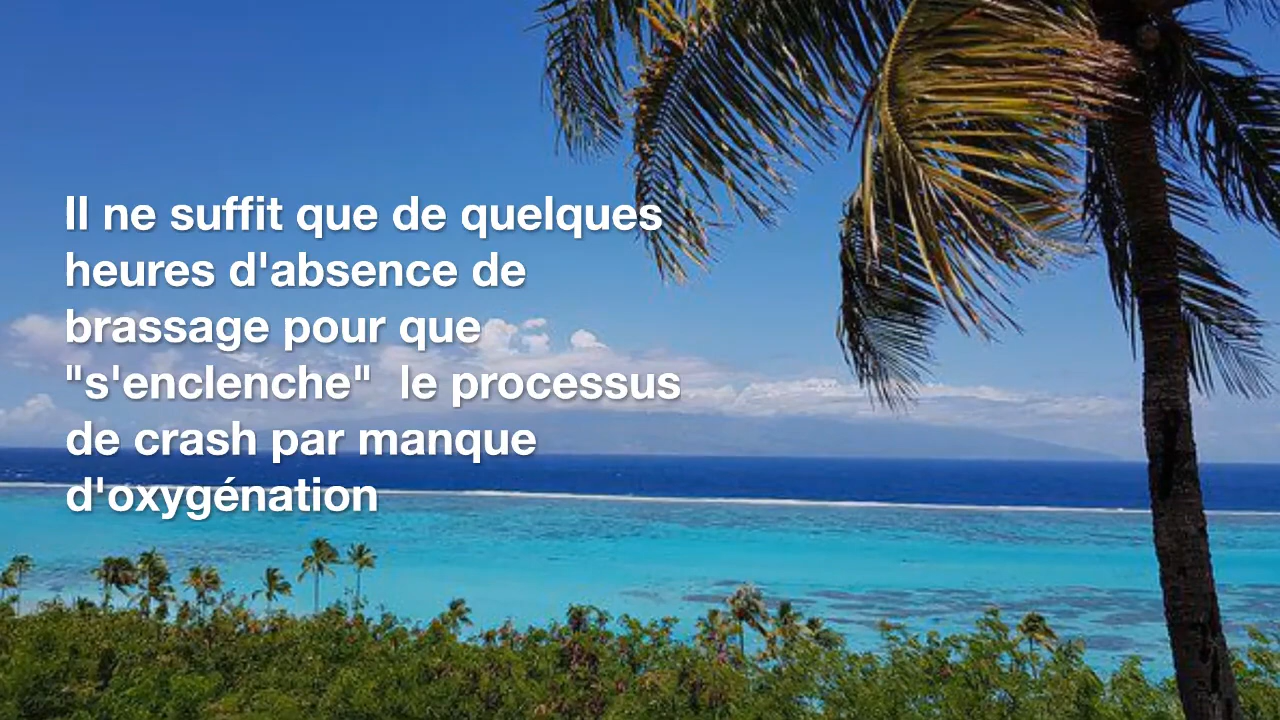 Il ne suffit que de quelques
heures d'absence de
brassage pour que
"s'enclenche"  le processus
de crash par manque
d'oxygénation